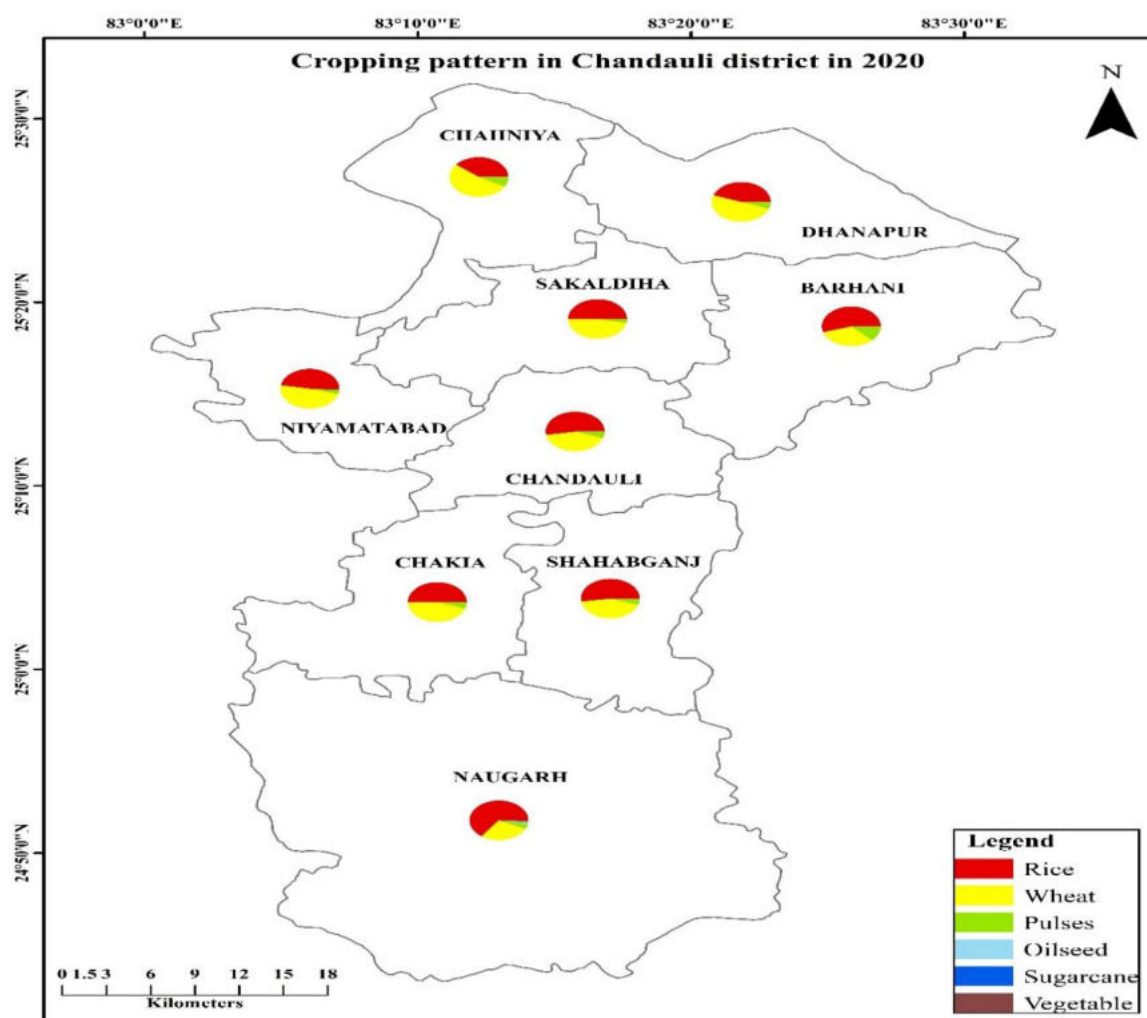 83°0'0"E 83°10'0"E 83°20'0"E 83°30'0"E
Cropping pattern in Chandauli district in 2020
N
25°30'0"N
CHAHNIYA
DHANAPUR
SAKALDIHA
BARHANI
25°20'0"N
NIYAMATABAD
CHANDAULI
25°10'0"N
CHAKIA
SHAHABGANJ
25°0'0"N
NAUGARH
24°50'0"N
Legend
Rice
Wheat
Pulses
Oilseed
Sugarcane
Vegetable
0 1.5 3 6 9 12 15 18
Kilometers